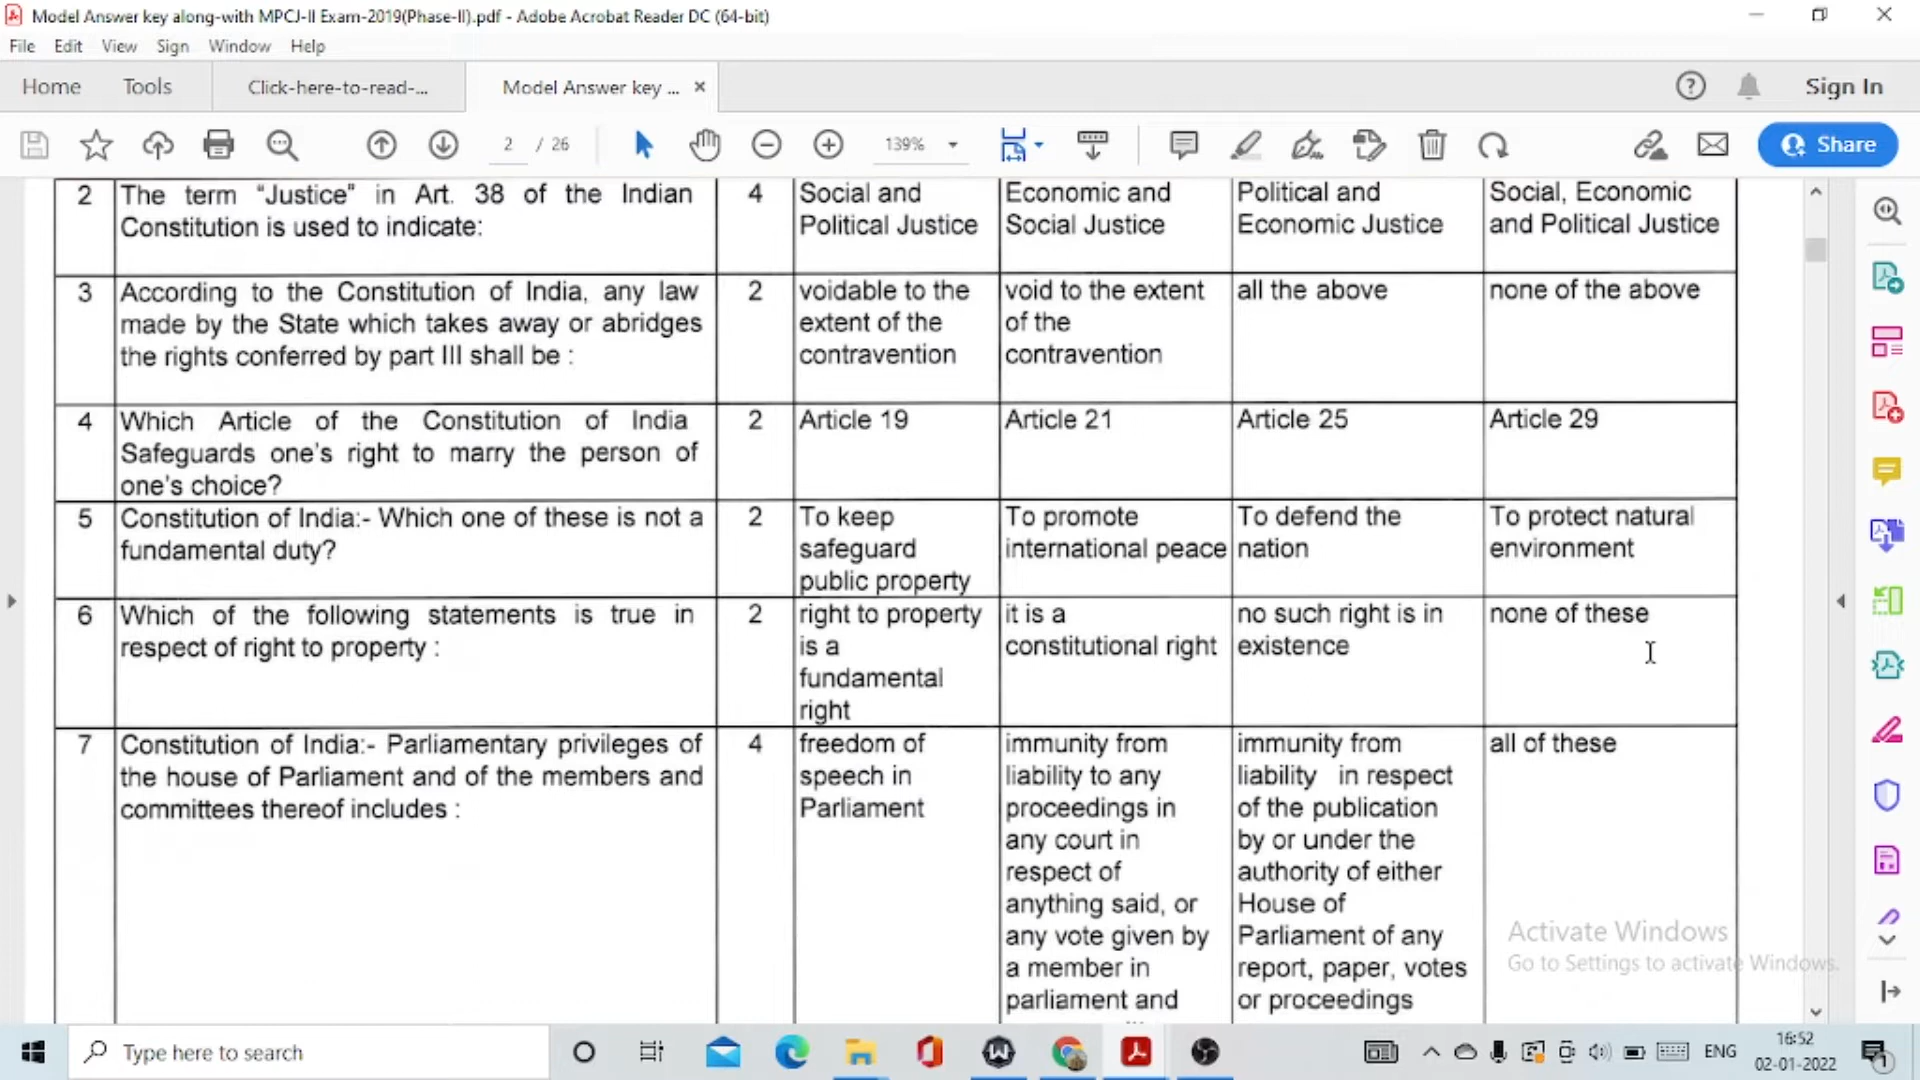 Model Answer key along-with MPCJ-II Exam-2019(Phase-II).pdf - Adobe Acrobat Reader DC (64-bit)
File Edit View Sign Window Help
Home Tools Click-here-to-read-... Model Answer key ... × Sign In
2 / 26 139% Share
2 The term “Justice” in Art. 38 of the Indian Constitution is used to indicate: 4
Social and Political Justice
Economic and Social Justice
Political and Economic Justice
Social, Economic and Political Justice
3 According to the Constitution of India, any law made by the State which takes away or abridges the rights conferred by part III shall be : 2
voidable to the extent of the contravention
void to the extent of the contravention
all the above
none of the above
4 Which Article of the Constitution of India Safeguards one's right to marry the person of one's choice? 2
Article 19
Article 21
Article 25
Article 29
5 Constitution of India:- Which one of these is not a fundamental duty? 2
To keep safeguard public property
To promote international peace
To defend the nation
To protect natural environment
6 Which of the following statements is true in respect of right to property : 2
right to property is a fundamental right
it is a constitutional right
no such right is in existence
none of these
7 Constitution of India:- Parliamentary privileges of the house of Parliament and of the members and committees thereof includes : 4
freedom of speech in Parliament
immunity from liability to any proceedings in any court in respect of anything said, or any vote given by a member in parliament and
immunity from liability in respect of the publication by or under the authority of either House of Parliament of any report, paper, votes or proceedings
all of these
Activate Windows
Go to Settings to activate Windows.
Type here to search
ENG
16:52
02-01-2022
1